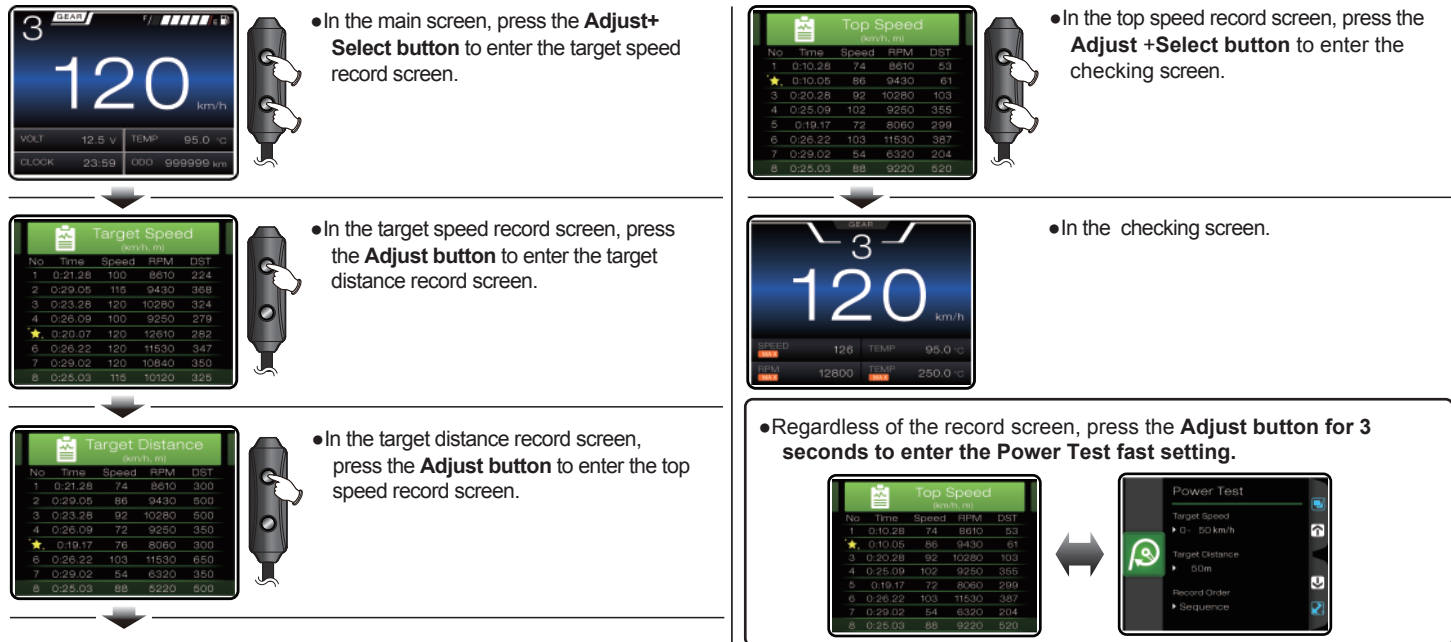 3 GEAR F/ E
120 km/h
VOLT 12.5 V TEMP 95.0 °C
CLOCK 23:59 ODO 999999 km
●In the main screen, press the Adjust+
Select button to enter the target speed
record screen.
Target Speed
(km/h, m)
No Time Speed RPM DST
1 0:21.28 100 8610 224
2 0:29.05 115 9430 368
3 0:23.28 120 10280 324
4 0:26.09 100 9250 279
0:20.07 120 12610 282
6 0:26.22 120 11530 347
7 0:29.02 120 10840 350
8 0:25.03 115 10120 325
●In the target speed record screen, press
the Adjust button to enter the target
distance record screen.
Target Distance
(km/h, m)
No Time Speed RPM DST
1 0:21.28 74 8610 300
2 0:29.05 86 9430 500
3 0:23.28 92 10280 500
4 0:26.09 72 9250 350
0:19.17 76 8060 300
6 0:26.22 103 11530 650
7 0:29.02 54 6320 350
8 0:25.03 88 5220 500
●In the target distance record screen,
press the Adjust button to enter the top
speed record screen.
Top Speed
(km/h, m)
No Time Speed RPM DST
1 0:10.28 74 8610 53
0:10.05 86 9430 61
3 0:20.28 92 10280 103
4 0:25.09 102 9250 355
5 0:19.17 72 8060 299
6 0:26.22 103 11530 387
7 0:29.02 54 6320 204
8 0:25.03 88 9220 520
●In the top speed record screen, press the
Adjust +Select button to enter the
checking screen.
GEAR
3
120 km/h
SPEED MAX 126 TEMP 95.0 °C
RPM MAX 12800 TEMP MAX 250.0 °C
●In the checking screen.
●Regardless of the record screen, press the Adjust button for 3
seconds to enter the Power Test fast setting.
Top Speed
(km/h, m)
No Time Speed RPM DST
1 0:10.28 74 8610 53
0:10.05 86 9430 61
3 0:20.28 92 10280 103
4 0:25.09 102 9250 355
5 0:19.17 72 8060 299
6 0:26.22 103 11530 387
7 0:29.02 54 6320 204
8 0:25.03 88 9220 520
Power Test
Target Speed
0- 50 km/h
Target Distance
50m
Record Order
Sequence